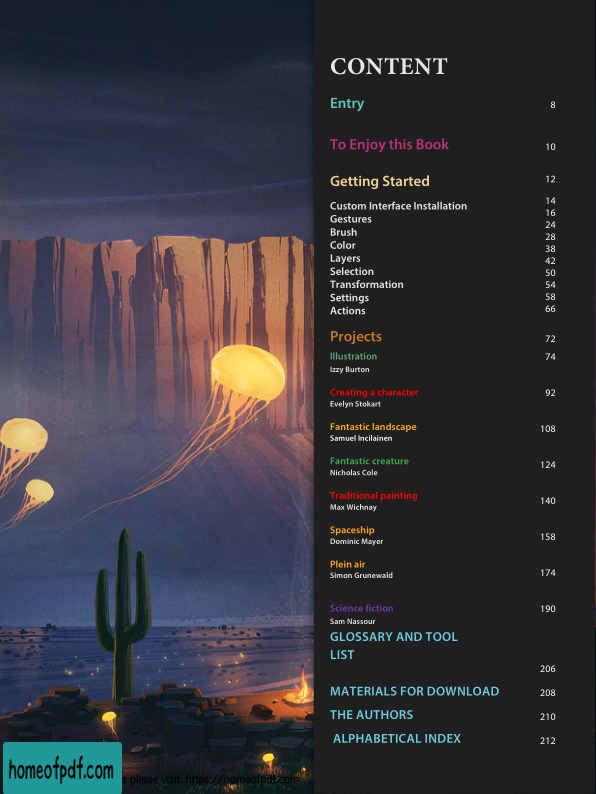 CONTENT
Entry 8
To Enjoy this Book 10
Getting Started 12
Custom Interface Installation 14
Gestures 16
Brush 24
Color 28
Layers 38
Selection 42
Transformation 50
Settings 54
Actions 58
66
Projects 72
Illustration 74
Izzy Burton
Creating a character 92
Evelyn Stokart
Fantastic landscape 108
Samuel Incilainen
Fantastic creature 124
Nicholas Cole
Traditional painting 140
Max Wichnay
Spaceship 158
Dominic Mayer
Plein air 174
Simon Grunewald
Science fiction 190
Sam Nassour
GLOSSARY AND TOOL
LIST
206
MATERIALS FOR DOWNLOAD 208
THE AUTHORS 210
ALPHABETICAL INDEX 212
homeofpdf.com
e please visit: https://homeofpdf.com